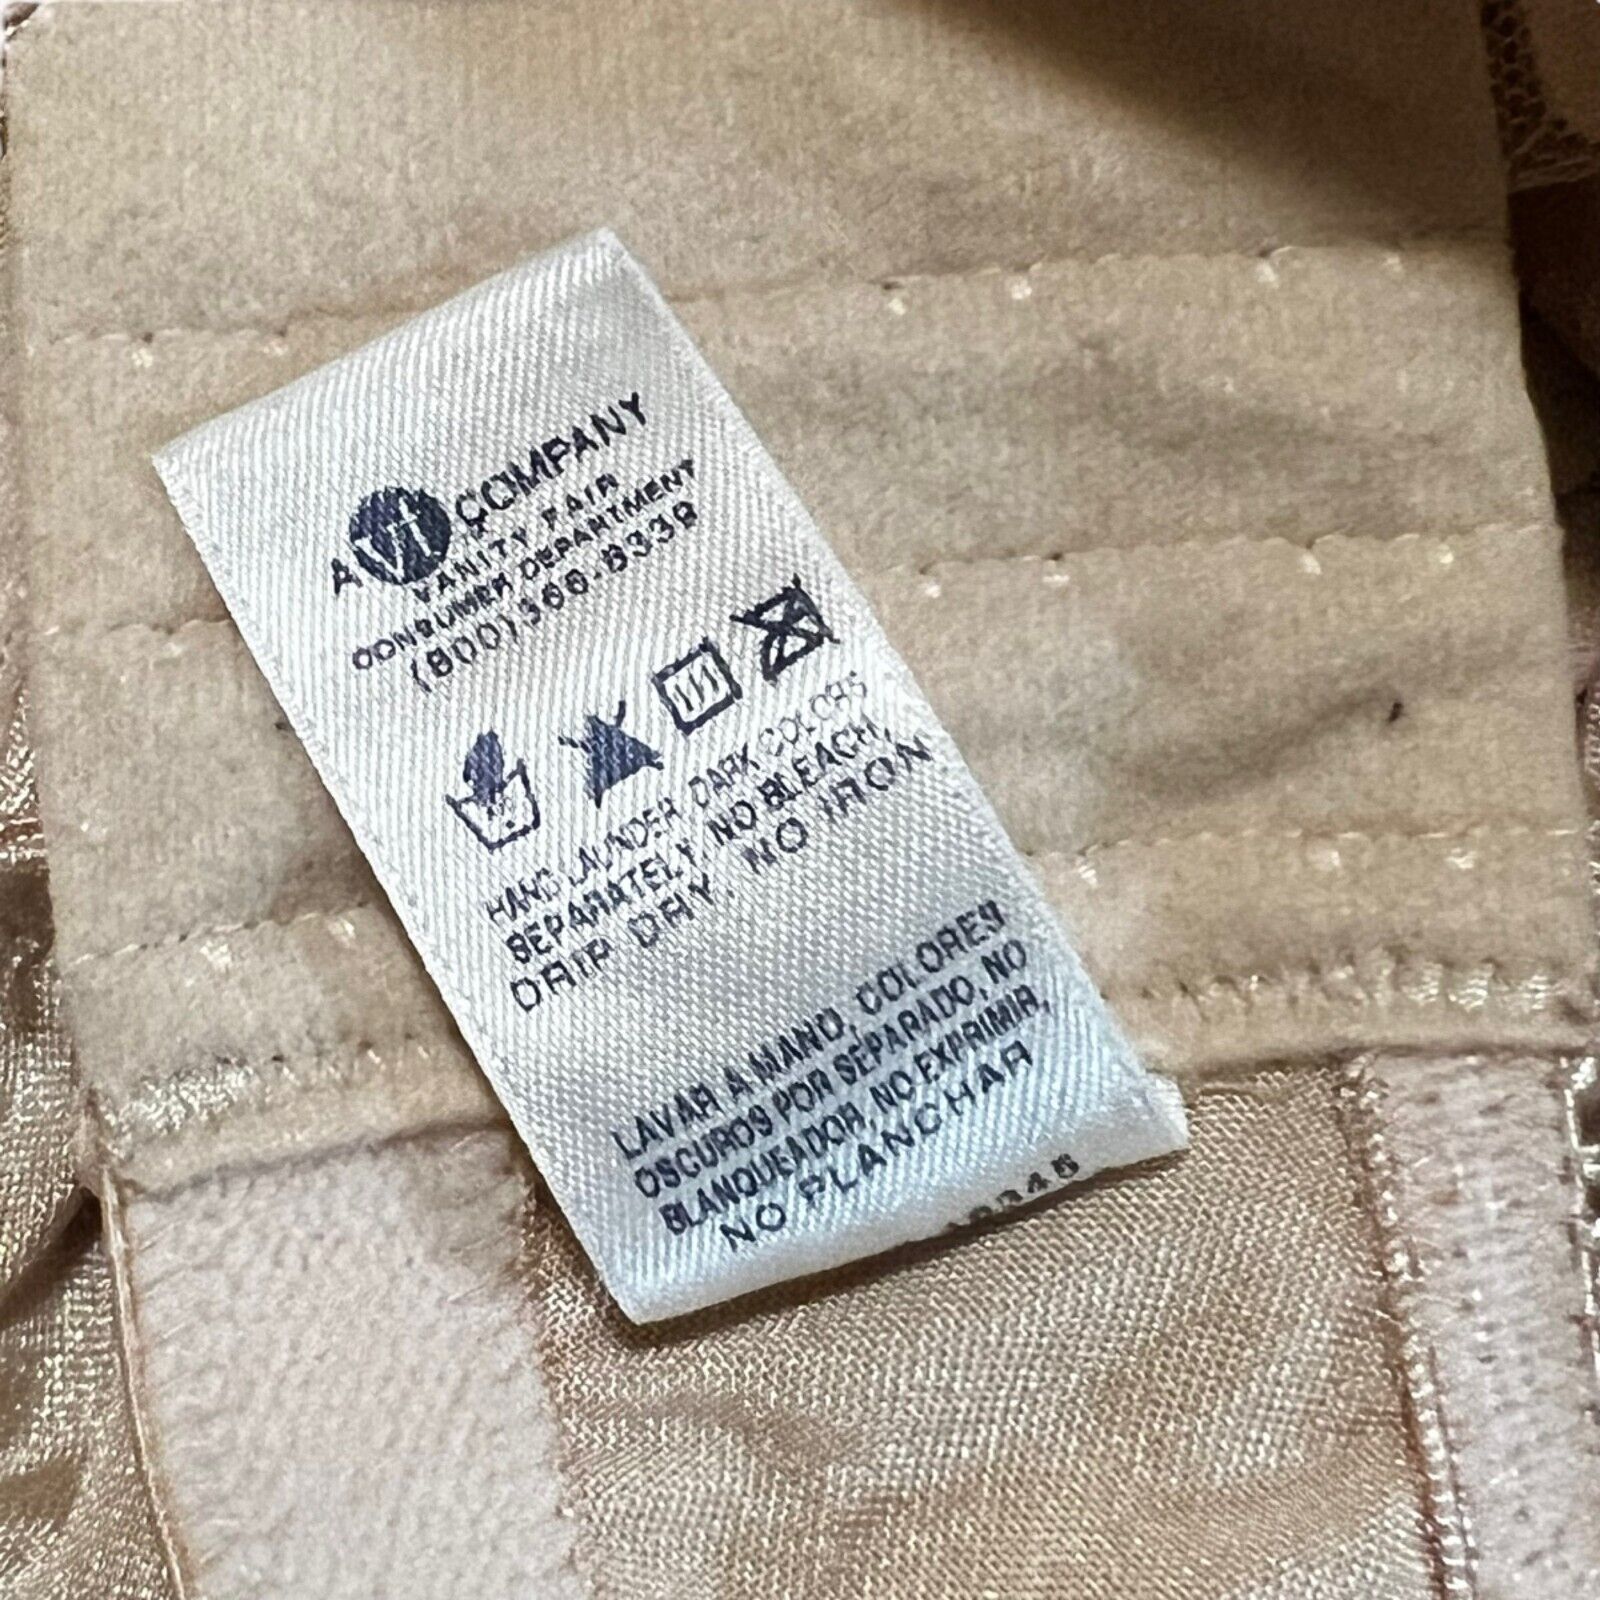 A vf COMPANY
VANITY FAIR
CONSUMER DEPARTMENT
(800)366-8339
HAND LAUNDER DARK COLORS
SEPARATELY, NO BLEACH,
DRIP DRY, NO IRON
LAVAR A MANO, COLORES
OSCUROS POR SEPARADO, NO
BLANQUEADOR, NO EXPRIMIR,
NO PLANCHAR